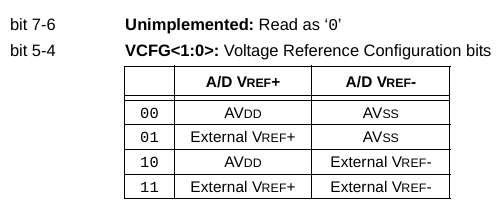 bit 7-6 Unimplemented: Read as ‘0’
bit 5-4 VCFG<1:0>: Voltage Reference Configuration bits
A/D VREF+ A/D VREF-
00 AVDD AVSS
01 External VREF+ AVSS
10 AVDD External VREF-
11 External VREF+ External VREF-